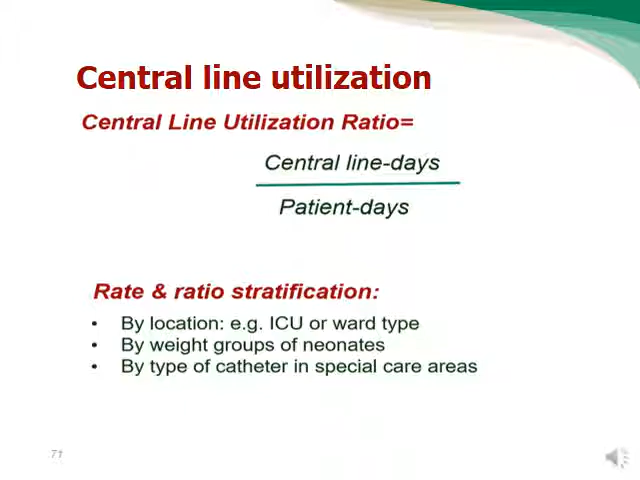 Central line utilization
Central Line Utilization Ratio=
Central line-days
Patient-days
Rate & ratio stratification:
• By location: e.g. ICU or ward type
• By weight groups of neonates
• By type of catheter in special care areas
71